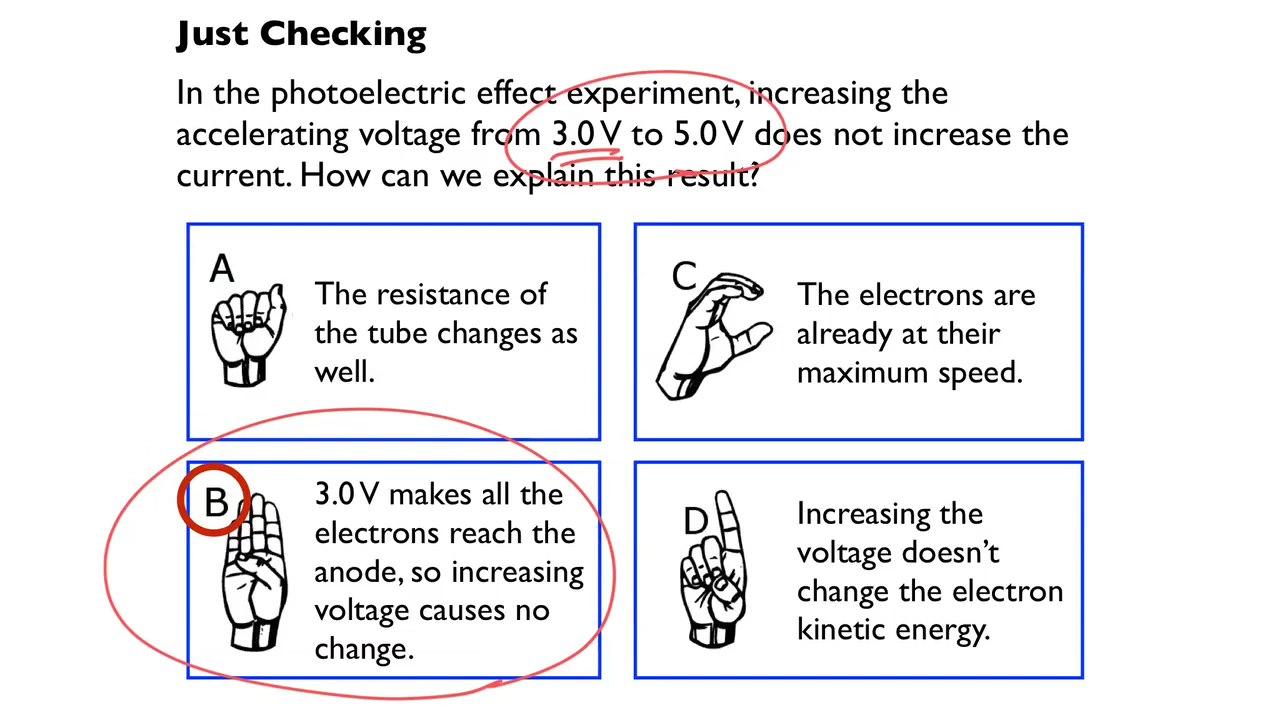 Just Checking
In the photoelectric effect experiment, increasing the
accelerating voltage from 3.0 V to 5.0 V does not increase the
current. How can we explain this result?
A
The resistance of
the tube changes as
well.
B
3.0 V makes all the
electrons reach the
anode, so increasing
voltage causes no
change.
C
The electrons are
already at their
maximum speed.
D
Increasing the
voltage doesn't
change the electron
kinetic energy.